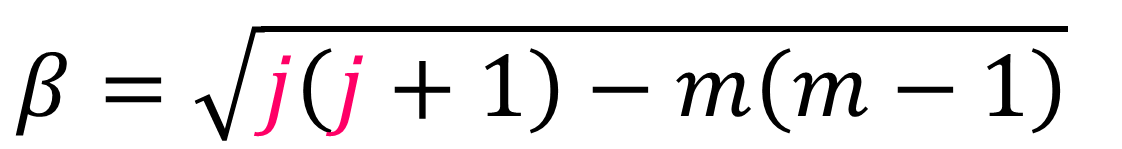 β = √j(j + 1) − m(m − 1)